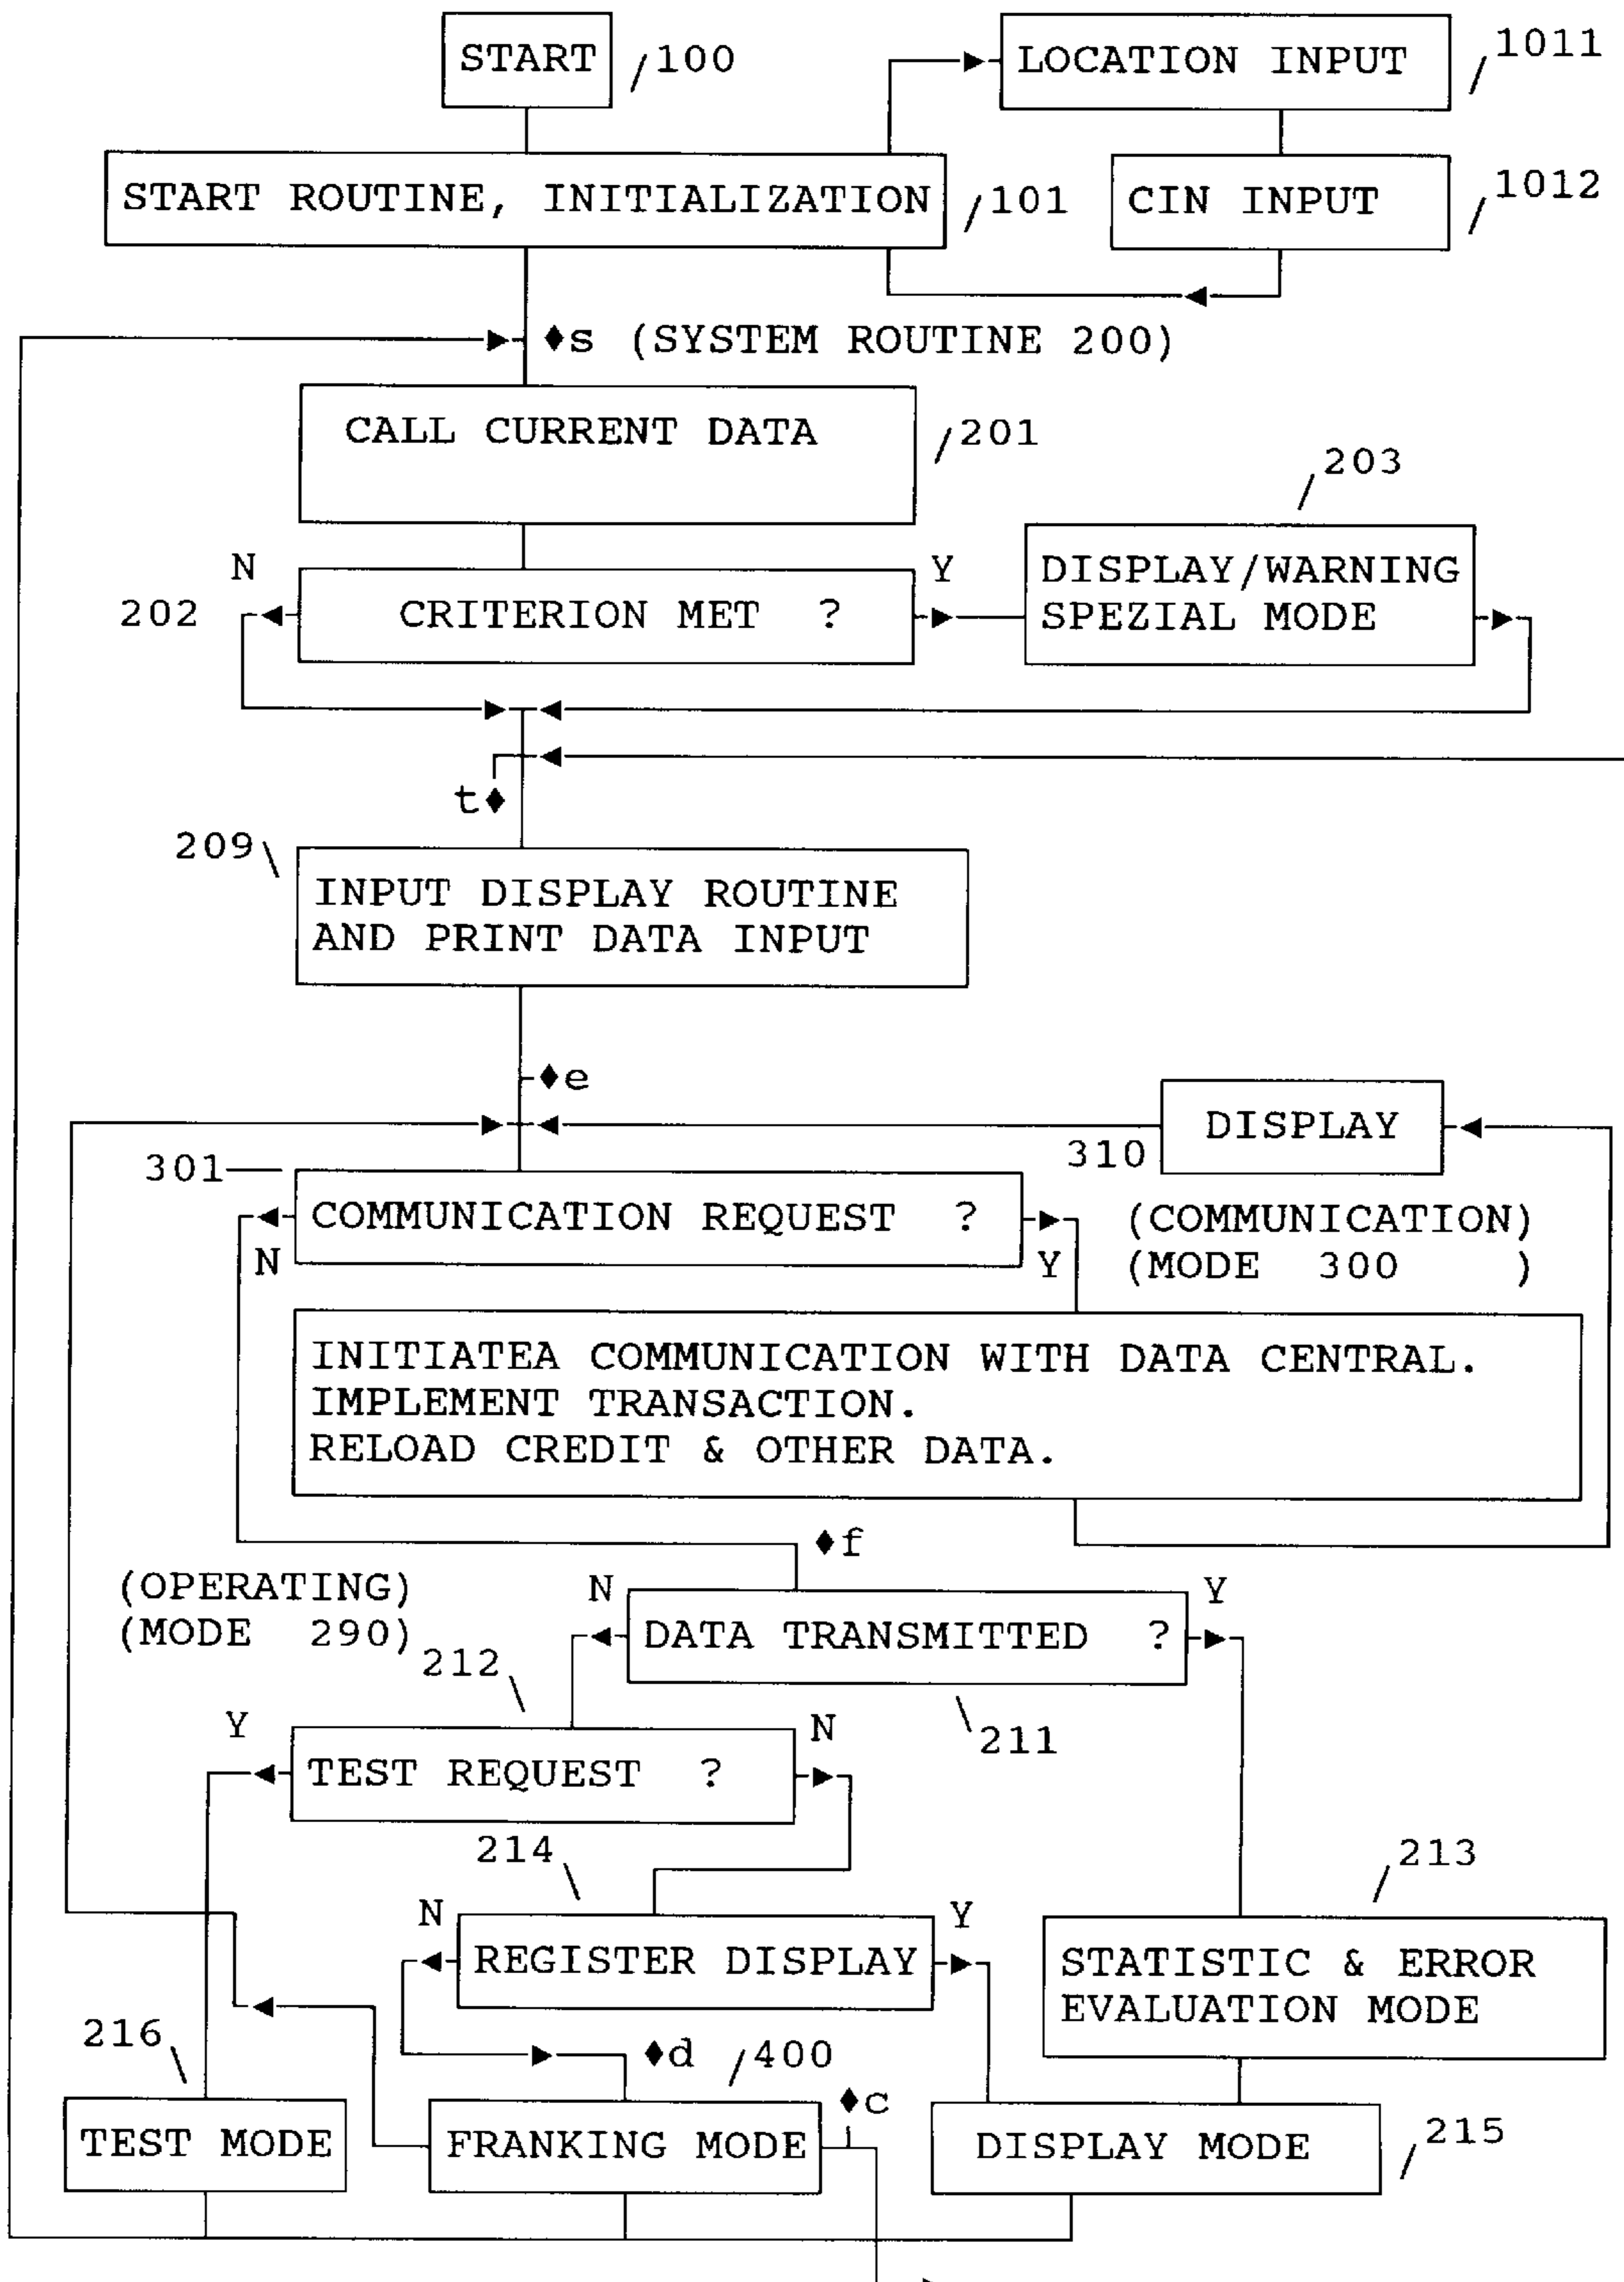 START
/100
LOCATION INPUT
/1011
START ROUTINE, INITIALIZATION
/101
CIN INPUT
/1012
♦s (SYSTEM ROUTINE 200)
CALL CURRENT DATA
/201
/203
N
202
CRITERION MET ?
Y
DISPLAY/WARNING
SPEZIAL MODE
t♦
209\
INPUT DISPLAY ROUTINE
AND PRINT DATA INPUT
♦e
DISPLAY
310
301
COMMUNICATION REQUEST ?
N
Y
(COMMUNICATION)
(MODE 300 )
INITIATEA COMMUNICATION WITH DATA CENTRAL.
IMPLEMENT TRANSACTION.
RELOAD CREDIT & OTHER DATA.
♦f
(OPERATING)
(MODE 290)
N
DATA TRANSMITTED ?
Y
212\
\211
Y
TEST REQUEST ?
N
214\
/213
N
REGISTER DISPLAY
Y
STATISTIC & ERROR
EVALUATION MODE
216\
♦d
/400
♦c
TEST MODE
FRANKING MODE
DISPLAY MODE
/215